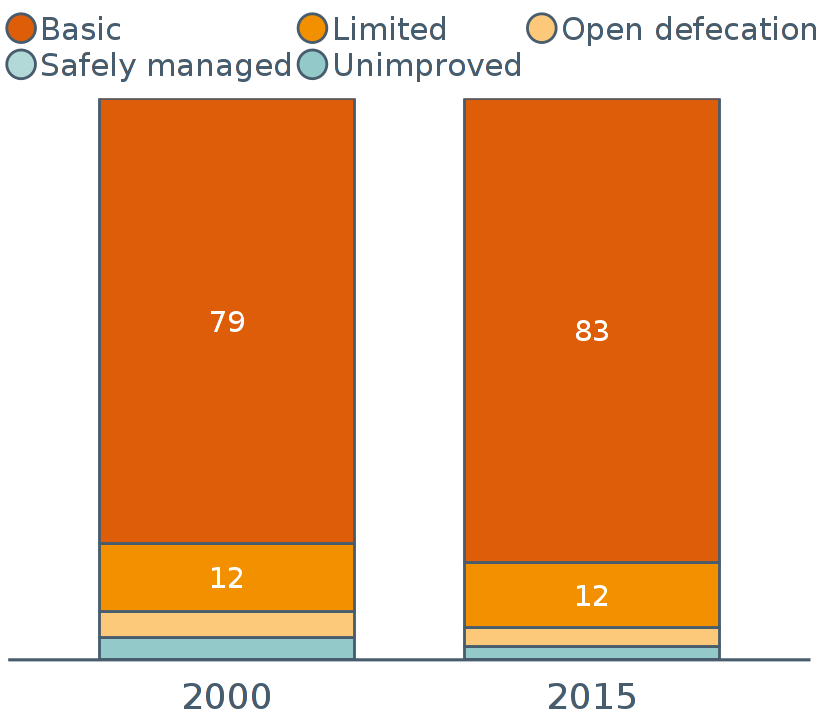 Basic Limited Open defecation
Safely managed Unimproved
79 83
12 12
2000 2015